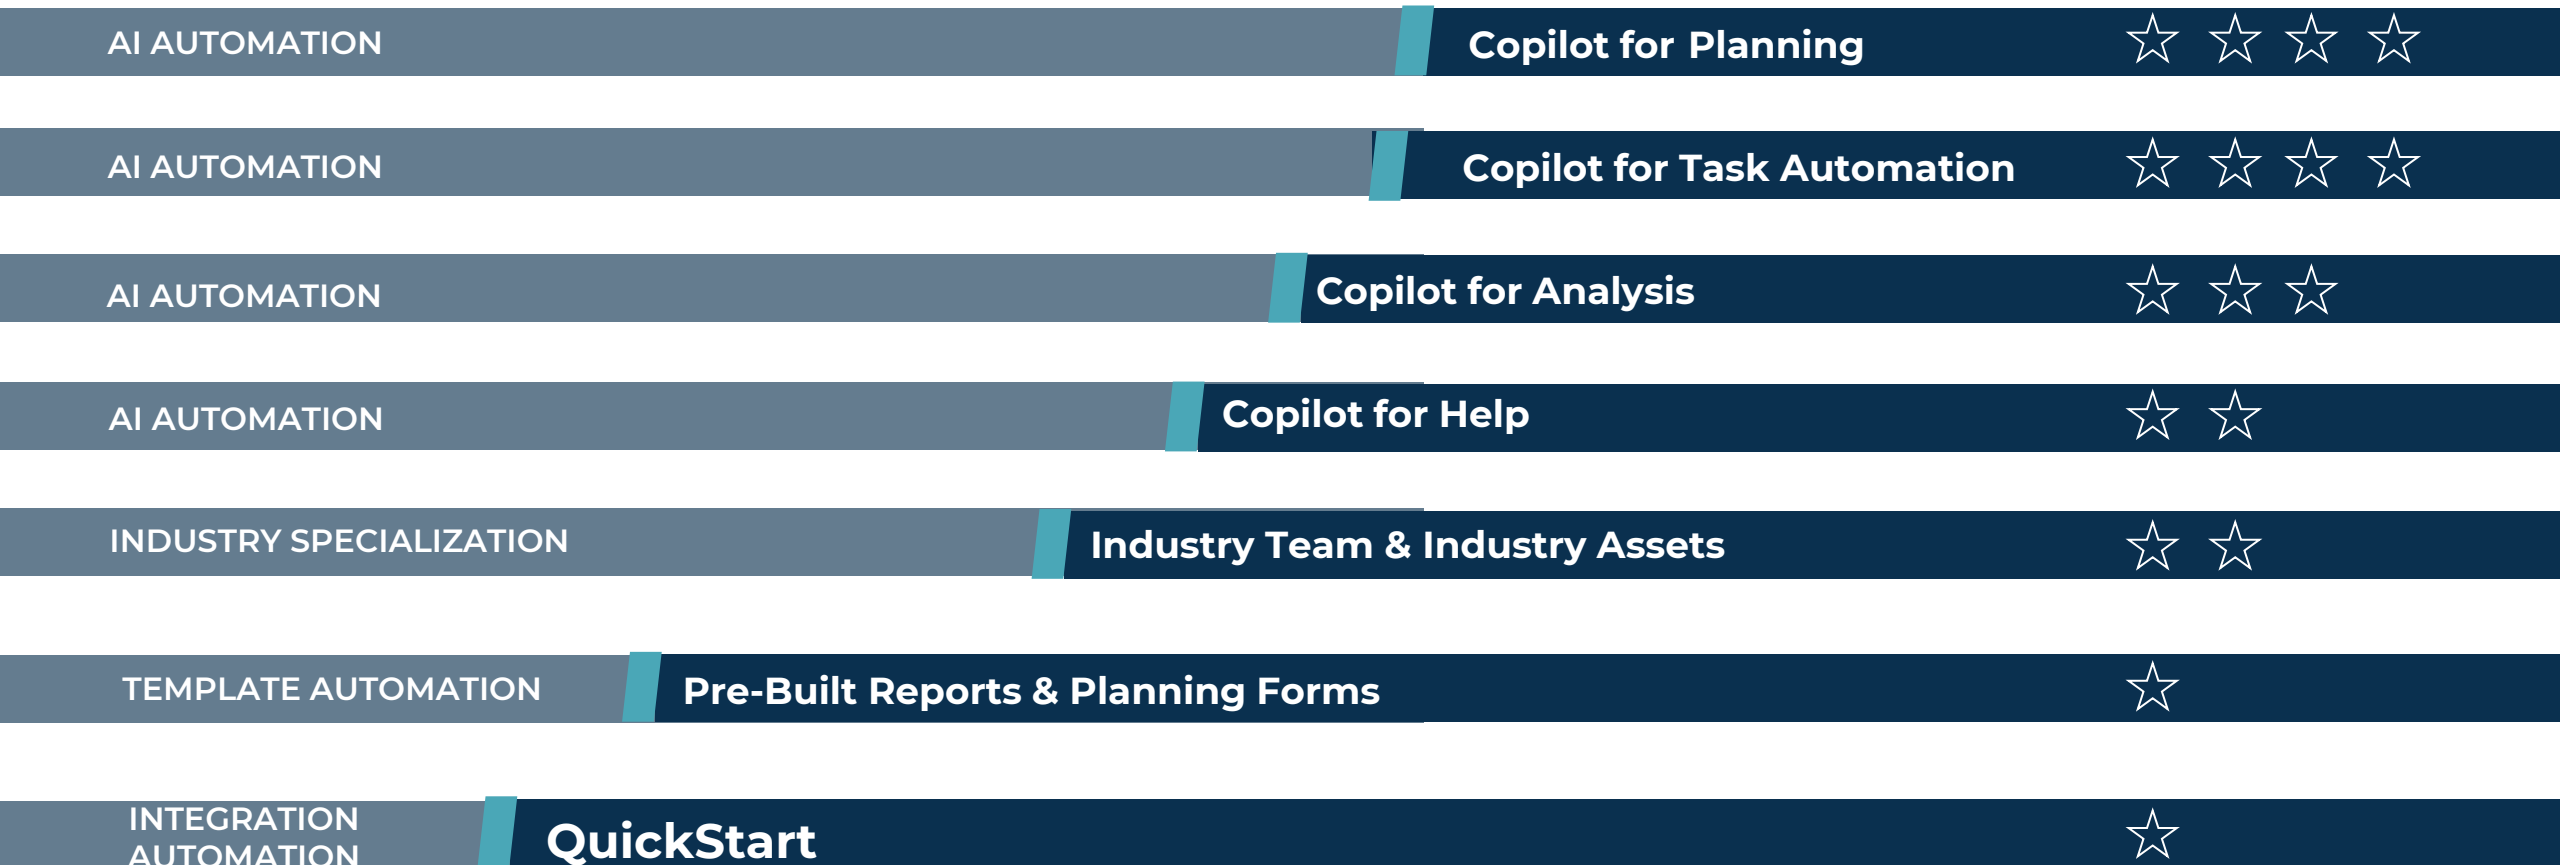 AI AUTOMATION Copilot for Planning
AI AUTOMATION Copilot for Task Automation
AI AUTOMATION Copilot for Analysis
AI AUTOMATION Copilot for Help
INDUSTRY SPECIALIZATION Industry Team & Industry Assets
TEMPLATE AUTOMATION Pre-Built Reports & Planning Forms
INTEGRATION
AUTOMATION QuickStart